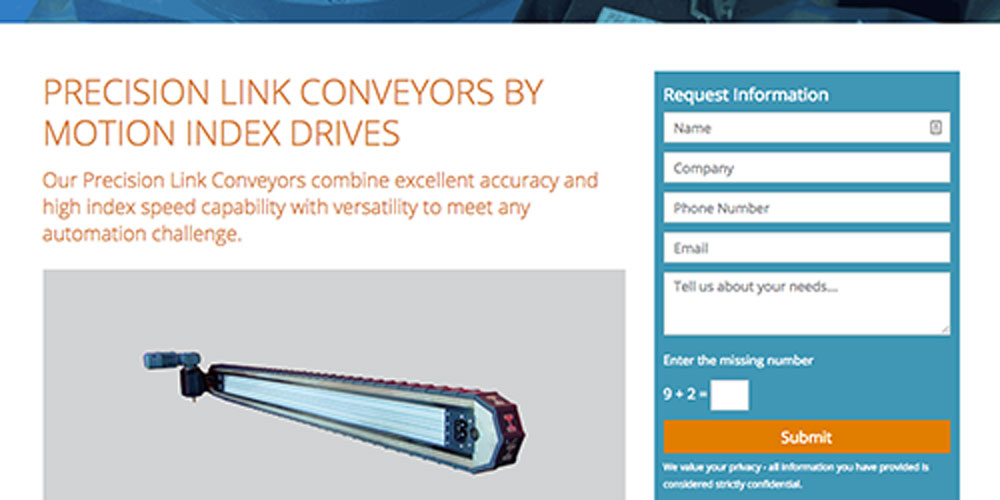 PRECISION LINK CONVEYORS BY
MOTION INDEX DRIVES
Our Precision Link Conveyors combine excellent accuracy and
high index speed capability with versatility to meet any
automation challenge.
Request Information
Name
Company
Phone Number
Email
Tell us about your needs...
Enter the missing number
9 + 2 =
Submit
We value your privacy - all information you have provided is
considered strictly confidential.